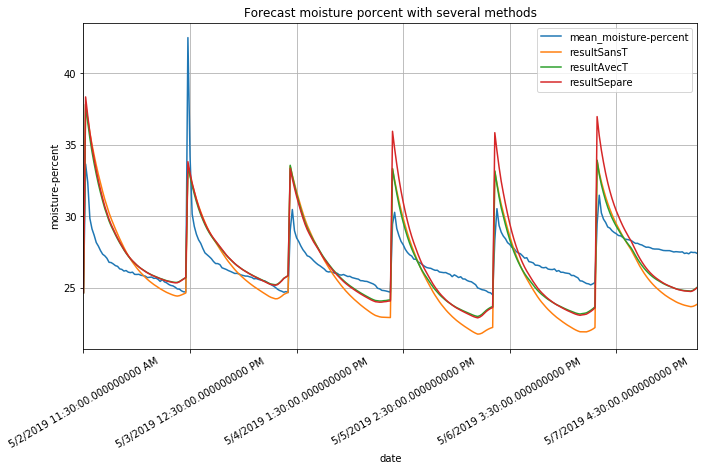 Forecast moisture porcent with several methods
mean_moisture-percent
resultSansT
resultAvecT
resultSepare
40
35
30
25
moisture-percent
5/2/2019 11:30:00.000000000 AM
5/3/2019 12:30:00.000000000 PM
5/4/2019 1:30:00.000000000 PM
5/5/2019 2:30:00.000000000 PM
5/6/2019 3:30:00.000000000 PM
5/7/2019 4:30:00.000000000 PM
date